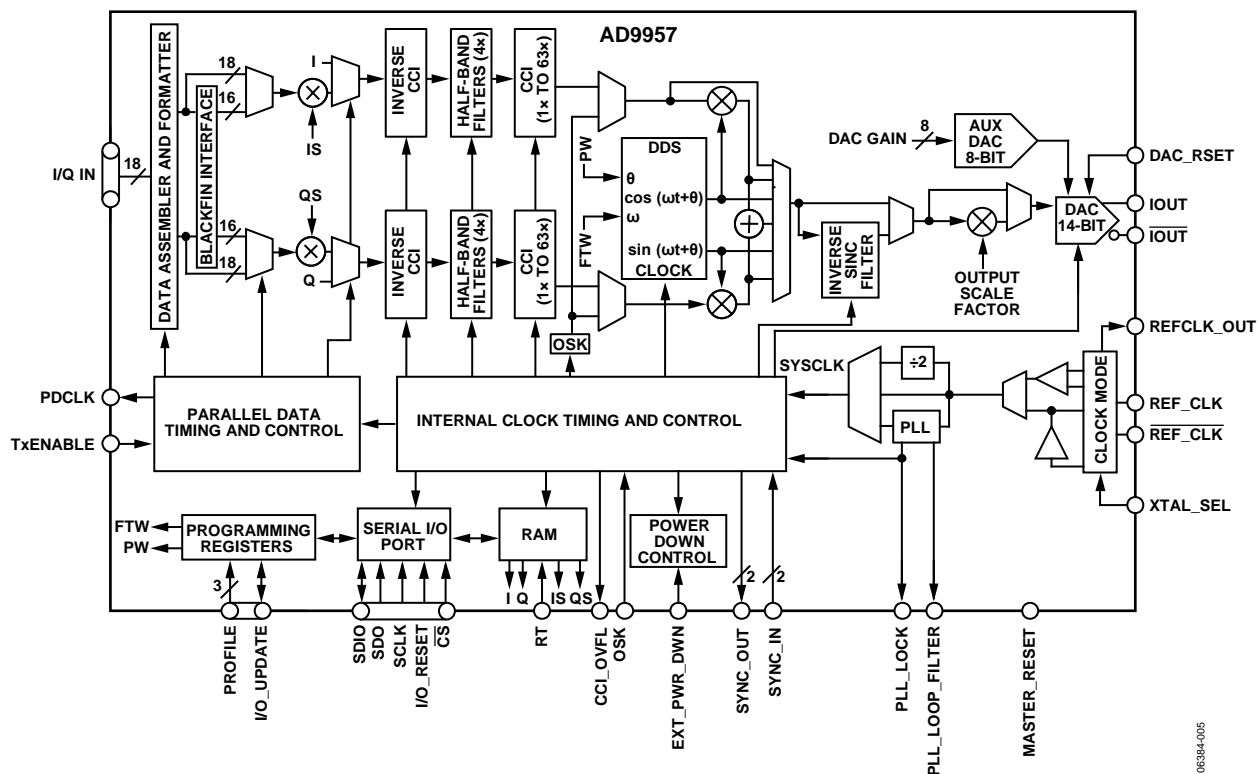 AD9957
I/Q IN
18
DATA ASSEMBLER AND FORMATTER
BLACKFIN INTERFACE
18
16
16
18
I
IS
QS
Q
INVERSE
CCI
HALF-BAND
FILTERS (4×)
CCI
(1× TO 63×)
INVERSE
CCI
HALF-BAND
FILTERS (4×)
CCI
(1× TO 63×)
OSK
PW
FTW
DDS
θ
cos (ωt+θ)
ω
sin (ωt+θ)
CLOCK
INVERSE
SINC
FILTER
OUTPUT
SCALE
FACTOR
DAC GAIN
8
AUX
DAC
8-BIT
DAC
14-BIT
DAC_RSET
IOUT
IOUT
REFCLK_OUT
REF_CLK
REF_CLK
XTAL_SEL
CLOCK MODE
SYSCLK
÷2
PLL
PDCLK
TxENABLE
PARALLEL DATA
TIMING AND CONTROL
INTERNAL CLOCK TIMING AND CONTROL
FTW
PW
PROGRAMMING
REGISTERS
SERIAL I/O
PORT
RAM
I Q IS QS
POWER
DOWN
CONTROL
3
2
2
PROFILE
I/O_UPDATE
SDIO
SDO
SCLK
I/O_RESET
CS
RT
CCI_OVFL
OSK
EXT_PWR_DWN
SYNC_OUT
SYNC_IN
PLL_LOCK
PLL_LOOP_FILTER
MASTER_RESET
06384-005